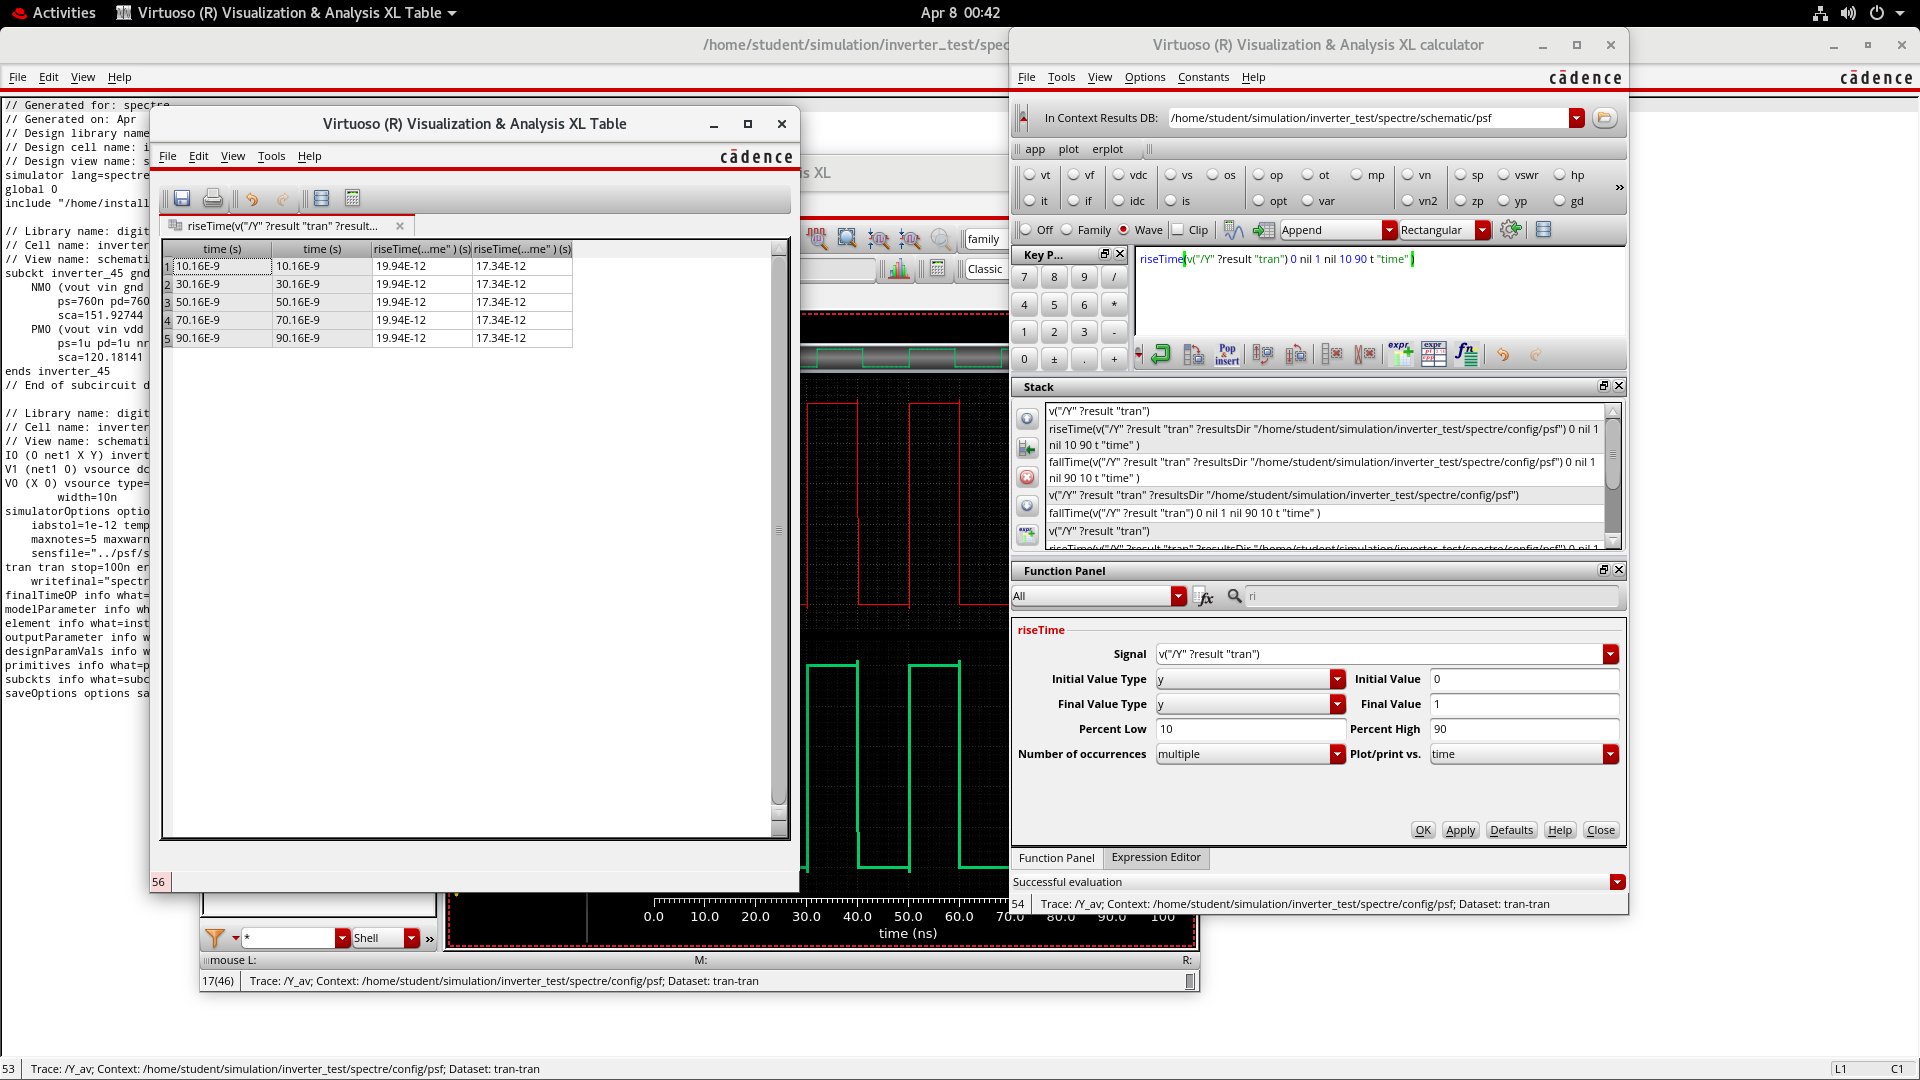 Activities
Virtuoso (R) Visualization & Analysis XL Table
Apr 8 00:42
/home/student/simulation/inverter_test/spec
File Edit View Help
cādence
// Generated for: spectre
// Generated on: Apr
// Design library name
// Design cell name: i
// Design view name: s
simulator lang=spectre
global 0
include "/home/install
// Library name: digit
// Cell name: inverter
// View name: schemati
subckt inverter_45 gnd
NM0 (vout vin gnd
ps=760n pd=760
sca=151.92744
PM0 (vout vin vdd
ps=1u pd=1u nr
sca=120.18141
ends inverter_45
// End of subcircuit d
// Library name: digit
// Cell name: inverter
// View name: schemati
I0 (0 net1 X Y) invert
V1 (net1 0) vsource dc
V0 (X 0) vsource type=
width=10n
simulatorOptions optio
iabstol=1e-12 temp
maxnotes=5 maxwarn
sensfile="../psf/s
tran tran stop=100n er
writefinal="spectr
finalTimeOP info what=
modelParameter info wh
element info what=inst
outputParameter info w
designParamVals info w
primitives info what=p
subckts info what=subc
saveOptions options sa
Virtuoso (R) Visualization & Analysis XL Table
File Edit View Tools Help
cādence
riseTime(v("/Y" ?result "tran" ?result...
time (s) time (s) riseTime(...me" ) (s) riseTime(...me" ) (s)
1 10.16E-9 10.16E-9 19.94E-12 17.34E-12
2 30.16E-9 30.16E-9 19.94E-12 17.34E-12
3 50.16E-9 50.16E-9 19.94E-12 17.34E-12
4 70.16E-9 70.16E-9 19.94E-12 17.34E-12
5 90.16E-9 90.16E-9 19.94E-12 17.34E-12
56
is XL
family
Classic
0.0 10.0 20.0 30.0 40.0 50.0 60.0 70.0 80.0 90.0 100
time (ns)
* Shell »
mouse L: M: R:
17(46) Trace: /Y_av; Context: /home/student/simulation/inverter_test/spectre/config/psf; Dataset: tran-tran
Virtuoso (R) Visualization & Analysis XL calculator
File Tools View Options Constants Help
cādence
In Context Results DB: /home/student/simulation/inverter_test/spectre/schematic/psf
app plot erplot
vt vf vdc vs os op ot mp vn sp vswr hp
it if idc is opt var vn2 zp yp gd
»
Off Family Wave Clip Append Rectangular
Key P...
7 8 9 /
4 5 6 *
1 2 3 -
0 ± . +
riseTime(v("/Y" ?result "tran") 0 nil 1 nil 10 90 t "time" )
Pop & insert
expr
expr
fn
Stack
v("/Y" ?result "tran")
riseTime(v("/Y" ?result "tran" ?resultsDir "/home/student/simulation/inverter_test/spectre/config/psf") 0 nil 1
nil 10 90 t "time" )
fallTime(v("/Y" ?result "tran" ?resultsDir "/home/student/simulation/inverter_test/spectre/config/psf") 0 nil 1
nil 90 10 t "time" )
v("/Y" ?result "tran" ?resultsDir "/home/student/simulation/inverter_test/spectre/config/psf")
fallTime(v("/Y" ?result "tran") 0 nil 1 nil 90 10 t "time" )
v("/Y" ?result "tran")
riseTime(v("/Y" ?result "tran" ?resultsDir "/home/student/simulation/inverter_test/spectre/config/psf") 0 nil 1
expr
Function Panel
All fx ri
riseTime
Signal v("/Y" ?result "tran")
Initial Value Type y Initial Value 0
Final Value Type y Final Value 1
Percent Low 10 Percent High 90
Number of occurrences multiple Plot/print vs. time
OK Apply Defaults Help Close
Function Panel Expression Editor
Successful evaluation
54 Trace: /Y_av; Context: /home/student/simulation/inverter_test/spectre/config/psf; Dataset: tran-tran
cādence
53 Trace: /Y_av; Context: /home/student/simulation/inverter_test/spectre/config/psf; Dataset: tran-tran
L1 C1